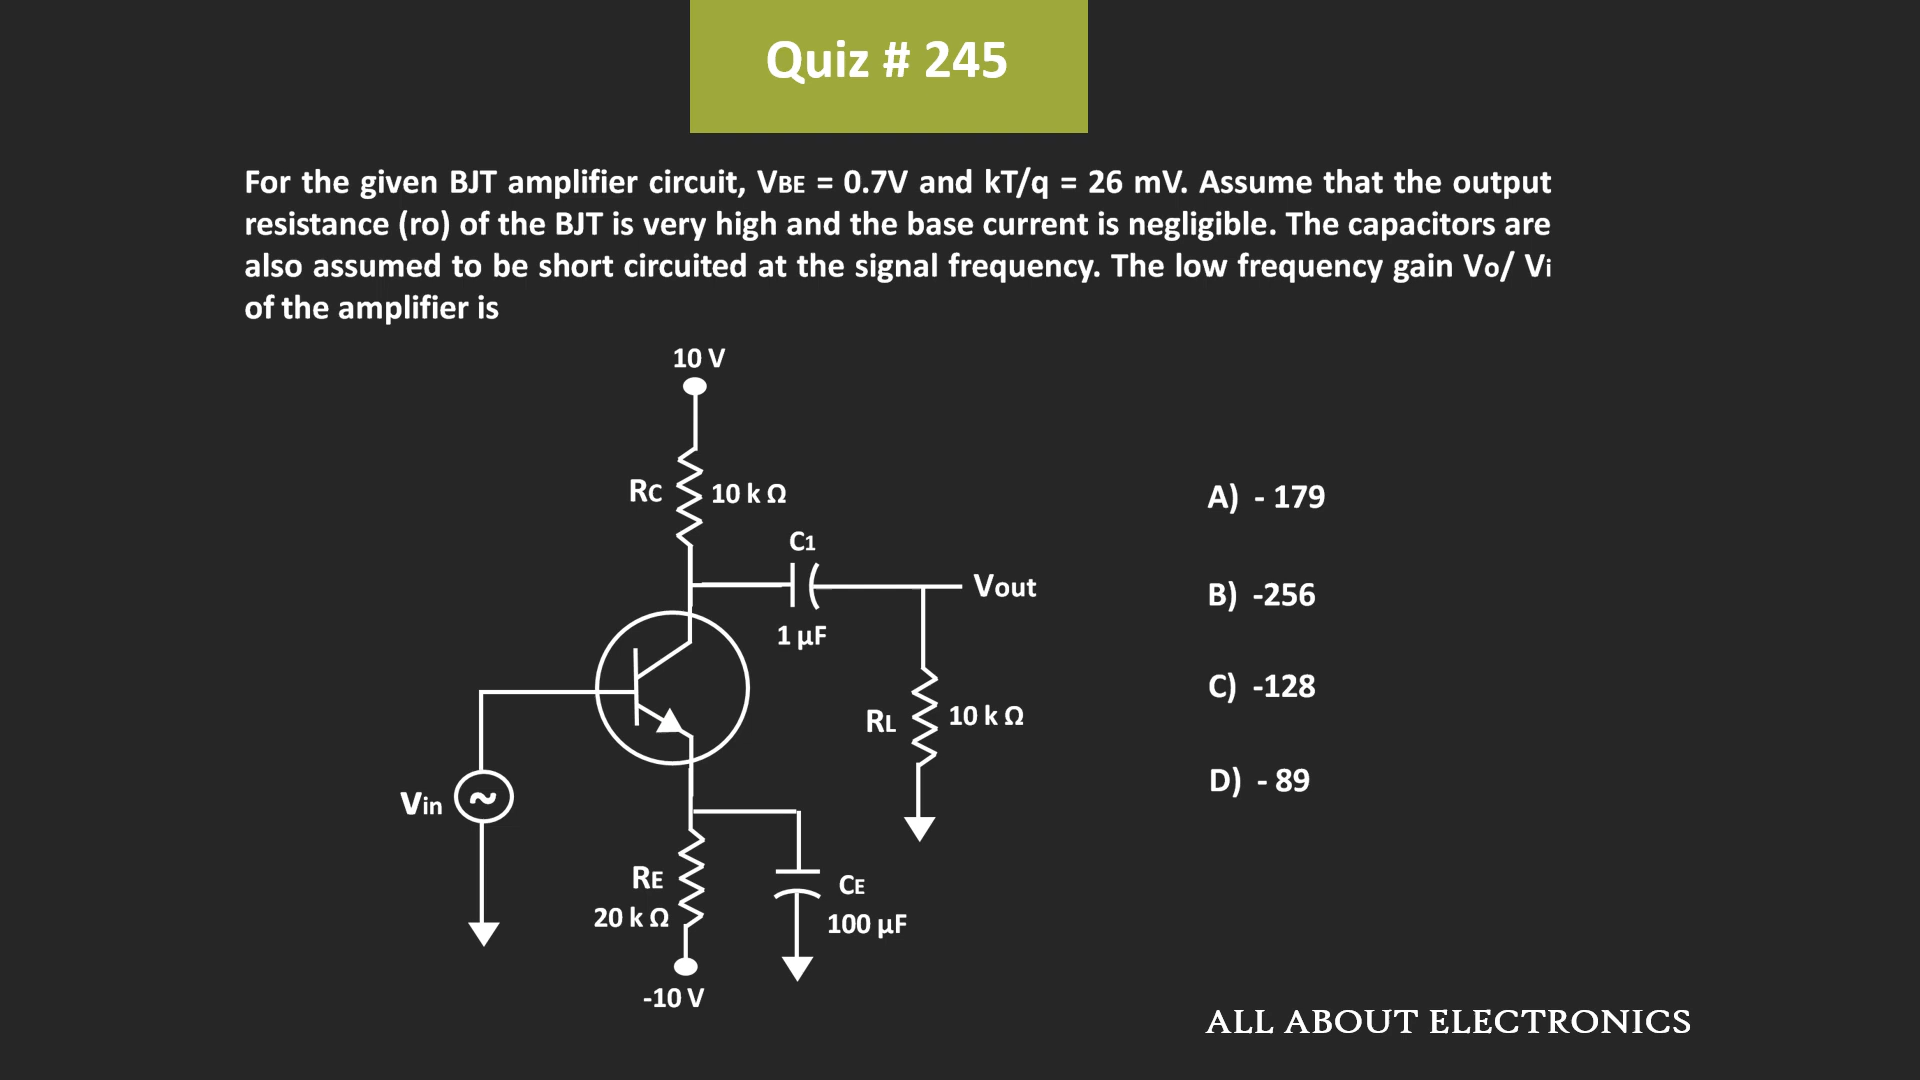 Quiz # 245
For the given BJT amplifier circuit, VBE = 0.7V and kT/q = 26 mV. Assume that the output
resistance (ro) of the BJT is very high and the base current is negligible. The capacitors are
also assumed to be short circuited at the signal frequency. The low frequency gain Vo/ Vi
of the amplifier is
10 V
RC
10 k Ω
A) - 179
C1
Vout
B) -256
1 µF
C) -128
RL
10 k Ω
D) - 89
Vin
~
RE
20 k Ω
CE
100 µF
-10 V
ALL ABOUT ELECTRONICS